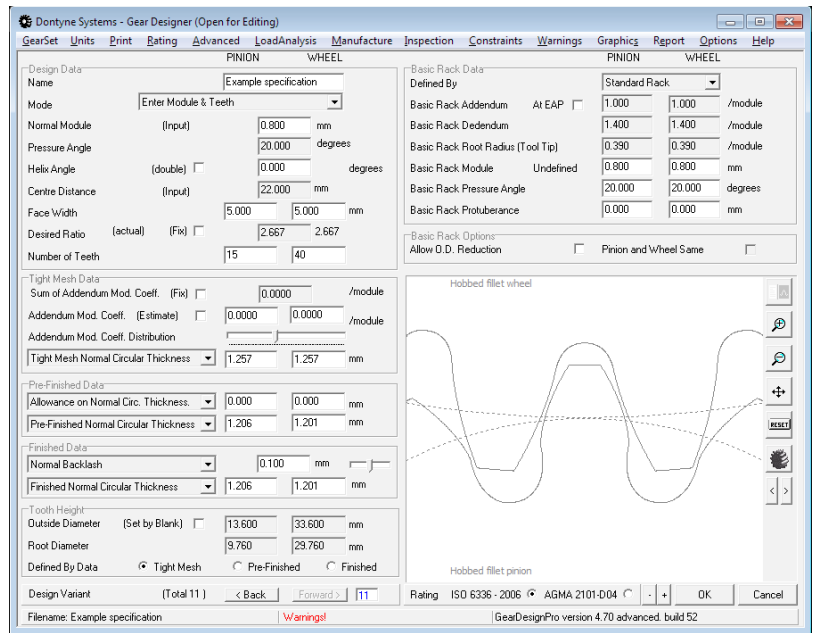 Dontyne Systems - Gear Designer (Open for Editing)
GearSet Units Print Rating Advanced LoadAnalysis Manufacture Inspection Constraints Warnings Graphics Report Options Help
PINION WHEEL
Design Data
Name Example specification
Mode Enter Module & Teeth
Normal Module (Input) 0.800 mm
Pressure Angle 20.000 degrees
Helix Angle (double) 0.000 degrees
Centre Distance (Input) 22.000 mm
Face Width 5.000 5.000 mm
Desired Ratio (actual) (Fix) 2.667 2.667
Number of Teeth 15 40
Tight Mesh Data
Sum of Addendum Mod. Coeff. (Fix) 0.0000 /module
Addendum Mod. Coeff. (Estimate) 0.0000 0.0000 /module
Addendum Mod. Coeff. Distribution
Tight Mesh Normal Circular Thickness 1.257 1.257 mm
Pre-Finished Data
Allowance on Normal Circ. Thickness. 0.000 0.000 mm
Pre-Finished Normal Circular Thickness 1.206 1.201 mm
Finished Data
Normal Backlash 0.100 mm
Finished Normal Circular Thickness 1.206 1.201 mm
Tooth Height
Outside Diameter (Set by Blank) 13.600 33.600 mm
Root Diameter 9.760 29.760 mm
Defined By Data Tight Mesh Pre-Finished Finished
Design Variant (Total 11 ) < Back Forward > 11
PINION WHEEL
Basic Rack Data
Defined By Standard Rack
Basic Rack Addendum At EAP 1.000 1.000 /module
Basic Rack Dedendum 1.400 1.400 /module
Basic Rack Root Radius (Tool Tip) 0.390 0.390 /module
Basic Rack Module Undefined 0.800 0.800 mm
Basic Rack Pressure Angle 20.000 20.000 degrees
Basic Rack Protuberance 0.000 0.000 mm
Basic Rack Options
Allow O.D. Reduction Pinion and Wheel Same
Hobbed fillet wheel
RESET
< >
Hobbed fillet pinion
Rating ISO 6336 - 2006 AGMA 2101-D04 - + OK Cancel
Filename: Example specification Warnings! GearDesignPro version 4.70 advanced. build 52